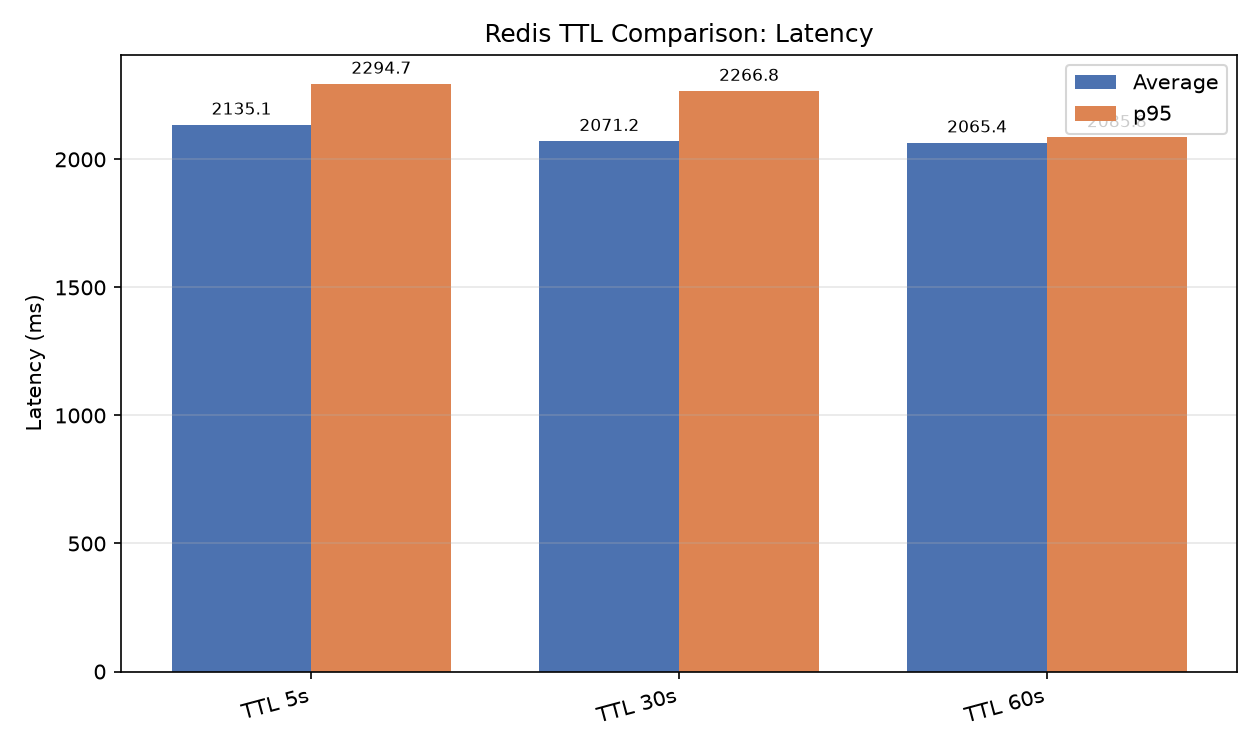 Redis TTL Comparison: Latency
2294.7
2266.8
2135.1
2071.2
2065.4
Average
p95
Latency (ms)
2000
1500
1000
500
0
TTL 5s
TTL 30s
TTL 60s